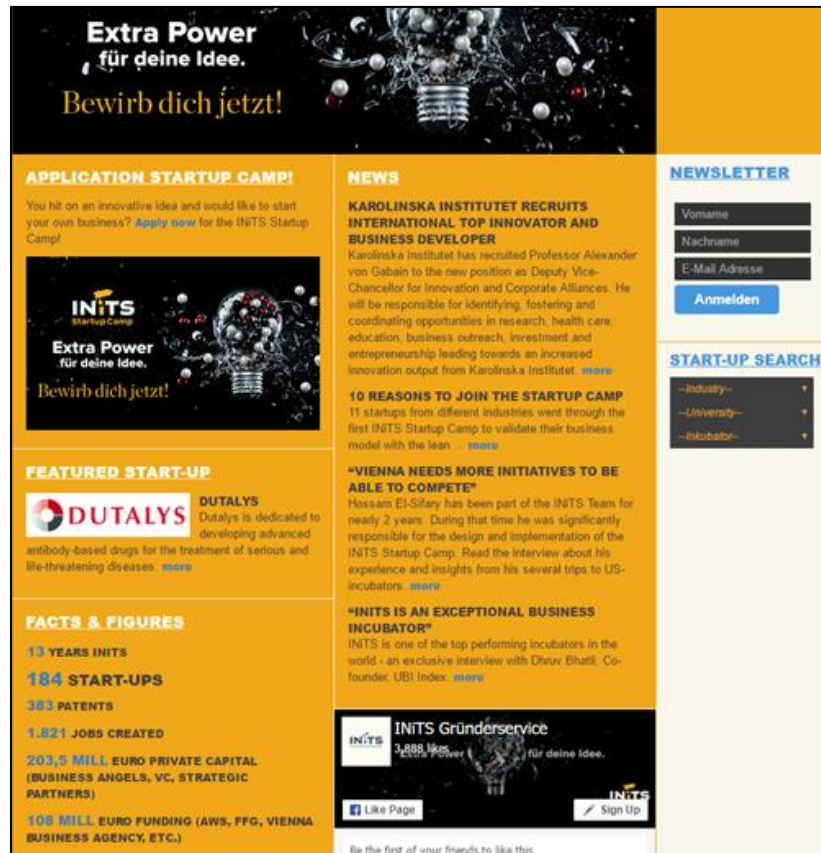 Extra Power
für deine Idee.
Bewirb dich jetzt!
APPLICATION STARTUP CAMP!
You hit on an innovative idea and would like to start
your own business? Apply now for the INiTS Startup
Camp!
INiTS
StartupCamp
Extra Power
für deine Idee.
Bewirb dich jetzt!
FEATURED START-UP
DUTALYS
DUTALYS
Dutalys is dedicated to
developing advanced
antibody-based drugs for the treatment of serious and
life-threatening diseases. more
FACTS & FIGURES
13 YEARS INITS
184 START-UPS
383 PATENTS
1.821 JOBS CREATED
203,5 MILL EURO PRIVATE CAPITAL
(BUSINESS ANGELS, VC, STRATEGIC
PARTNERS)
108 MILL EURO FUNDING (AWS, FFG, VIENNA
BUSINESS AGENCY, ETC.)
NEWS
KAROLINSKA INSTITUTET RECRUITS
INTERNATIONAL TOP INNOVATOR AND
BUSINESS DEVELOPER
Karolinska Institutet has recruited Professor Alexander
von Gabain to the new position as Deputy Vice-
Chancellor for Innovation and Corporate Alliances. He
will be responsible for identifying, fostering and
coordinating opportunities in research, health care,
education, business outreach, investment and
entrepreneurship leading towards an increased
innovation output from Karolinska Institutet. more
10 REASONS TO JOIN THE STARTUP CAMP
11 startups from different industries went through the
first INiTS Startup Camp to validate their business
model with the lean ... more
"VIENNA NEEDS MORE INITIATIVES TO BE
ABLE TO COMPETE"
Hossam El-Sifary has been part of the INiTS Team for
nearly 2 years. During that time he was significantly
responsible for the design and implementation of the
INiTS Startup Camp. Read the interview about his
experience and insights from his several trips to US-
incubators. more
"INITS IS AN EXCEPTIONAL BUSINESS
INCUBATOR"
INiTS is one of the top performing incubators in the
world - an exclusive interview with Dhruv Bhatli, Co-
founder, UBI Index. more
INiTS
INiTS Gründerservice
3,888 likes
Extra Power für deine Idee.
INiTS
Like Page
Sign Up
Be the first of your friends to like this
NEWSLETTER
Vorname
Nachname
E-Mail Adresse
Anmelden
START-UP SEARCH
--Industry--
--University--
--Inkubator--